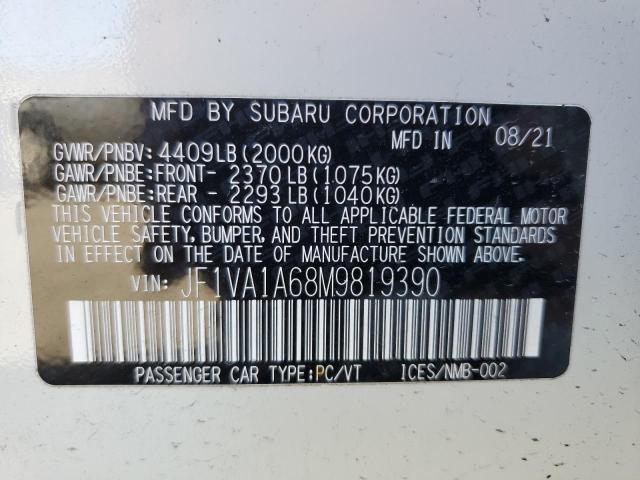 MFD BY SUBARU CORPORATION
MFD IN 08/21
GVWR/PNBV: 4409LB(2000KG)
GAWR/PNBE:FRONT- 2370LB(1075KG)
GAWR/PNBE:REAR - 2293LB(1040KG)
THIS VEHICLE CONFORMS TO ALL APPLICABLE FEDERAL MOTOR
VEHICLE SAFETY, BUMPER, AND THEFT PREVENTION STANDARDS
IN EFFECT ON THE DATE OF MANUFACTURE SHOWN ABOVE.
VIN: JF1VA1A68M9819390
PASSENGER CAR TYPE:PC/VT ICES/NMB-002